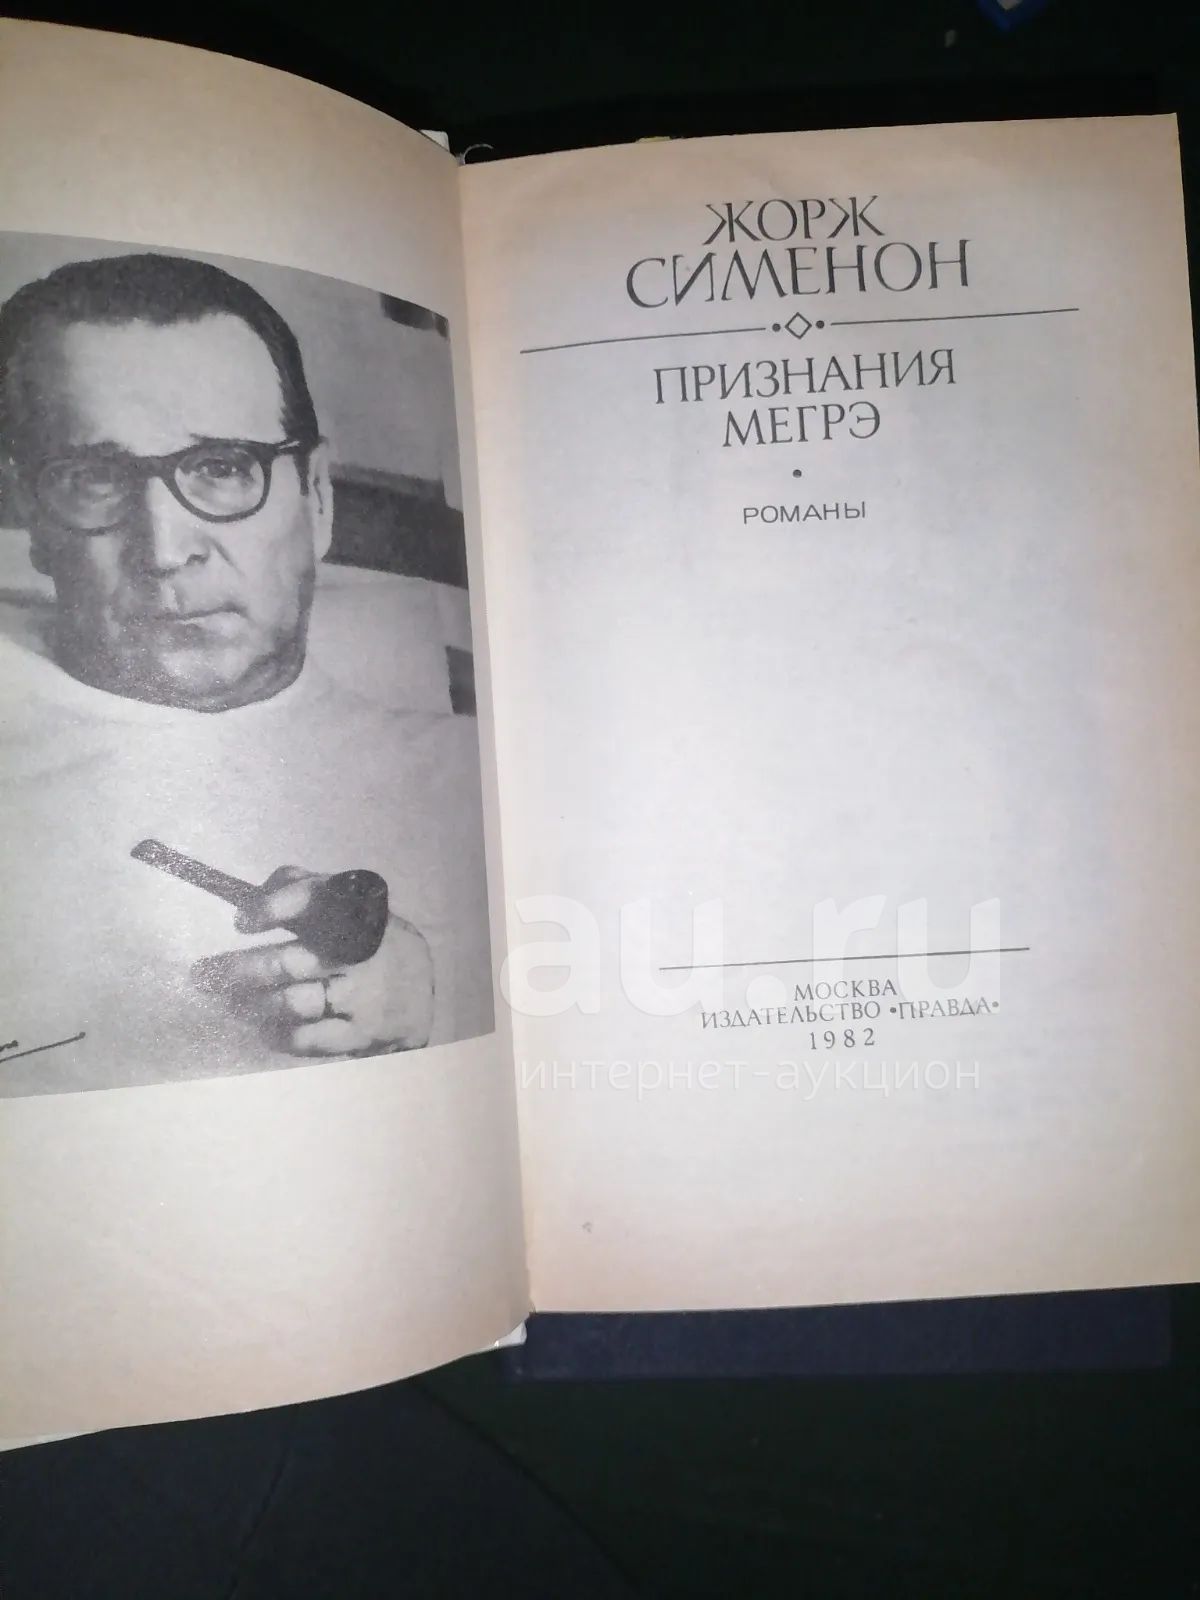 ЖОРЖ
СИМЕНОН
ПРИЗНАНИЯ
МЕГРЭ
РОМАНЫ
au.ru
МОСКВА
ИЗДАТЕЛЬСТВО «ПРАВДА»
1982
интернет-аукцион